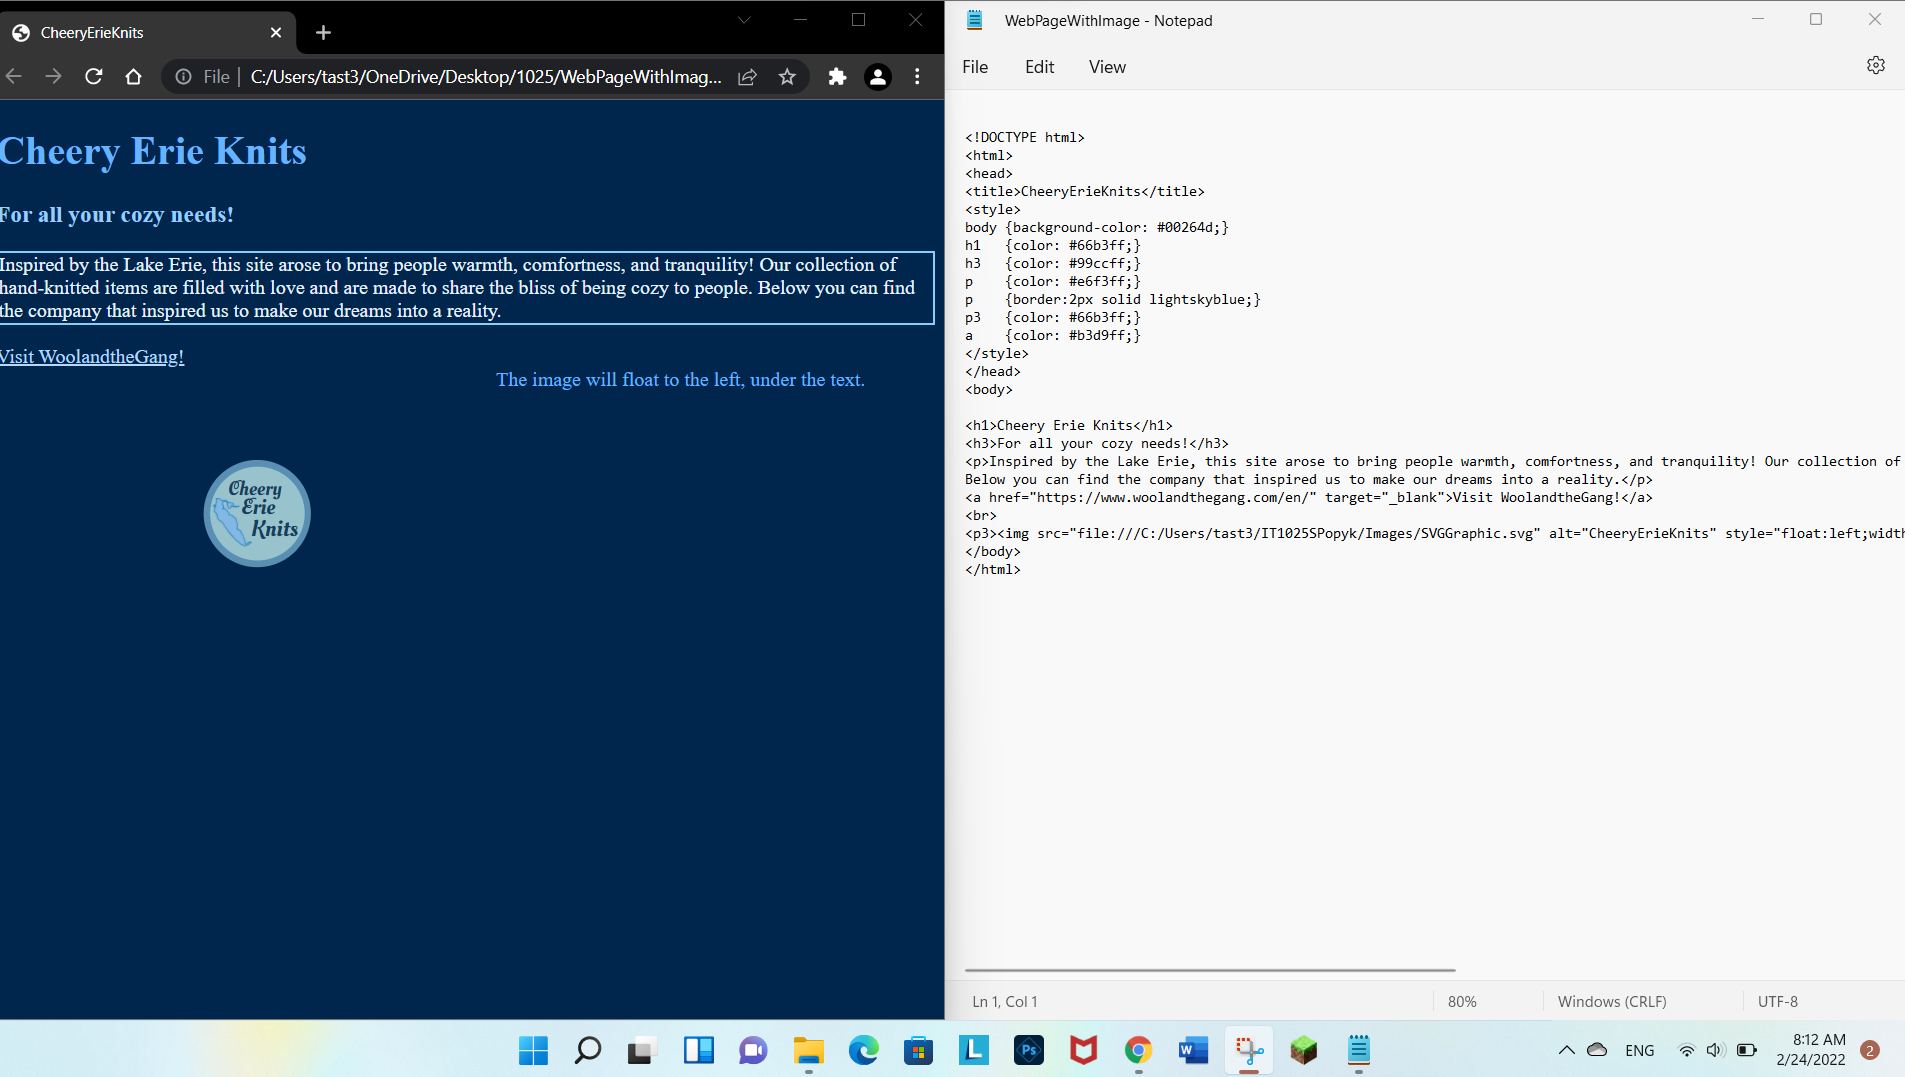 CheeryErieKnits
File
C:/Users/tast3/OneDrive/Desktop/1025/WebPageWithImag...
Cheery Erie Knits
For all your cozy needs!
Inspired by the Lake Erie, this site arose to bring people warmth, comfortness, and tranquility! Our collection of
hand-knitted items are filled with love and are made to share the bliss of being cozy to people. Below you can find
the company that inspired us to make our dreams into a reality.
Visit WoolandtheGang!
The image will float to the left, under the text.
Cheery
Erie
Knits
WebPageWithImage - Notepad
File Edit View
<!DOCTYPE html>
<html>
<head>
<title>CheeryErieKnits</title>
<style>
body {background-color: #00264d;}
h1   {color: #66b3ff;}
h3   {color: #99ccff;}
p    {color: #e6f3ff;}
p    {border:2px solid lightskyblue;}
p3   {color: #66b3ff;}
a    {color: #b3d9ff;}
</style>
</head>
<body>
<h1>Cheery Erie Knits</h1>
<h3>For all your cozy needs!</h3>
<p>Inspired by the Lake Erie, this site arose to bring people warmth, comfortness, and tranquility! Our collection of
Below you can find the company that inspired us to make our dreams into a reality.</p>
<a href="https://www.woolandthegang.com/en/" target="_blank">Visit WoolandtheGang!</a>
<br>
<p3><img src="file:///C:/Users/tast3/IT1025SPopyk/Images/SVGGraphic.svg" alt="CheeryErieKnits" style="float:left;width
</body>
</html>
Ln 1, Col 1
80%
Windows (CRLF)
UTF-8
L
Ps
W
ENG
8:12 AM
2/24/2022
2